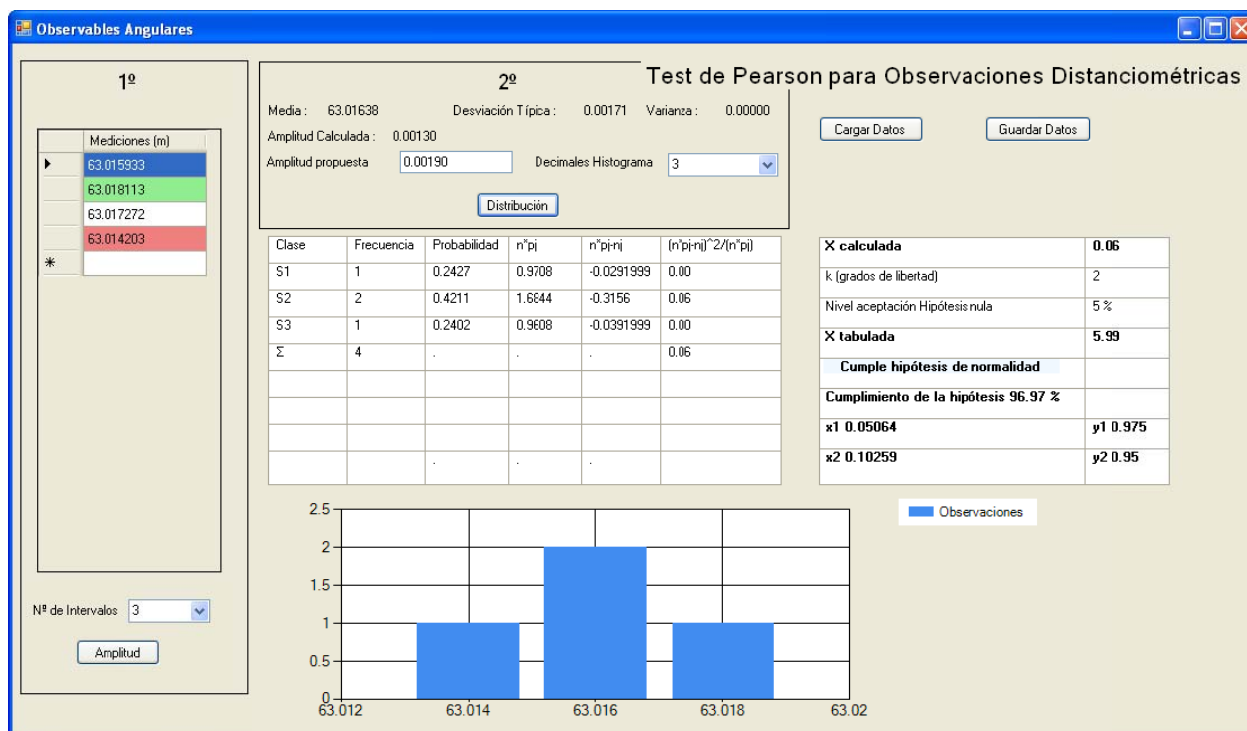 Observables Angulares
1º
Mediciones (m)
63.015933
63.018113
63.017272
63.014203
*
Nº de Intervalos 3
Amplitud
2º
Test de Pearson para Observaciones Distanciométricas
Media : 63.01638 Desviación Típica : 0.00171 Varianza : 0.00000
Amplitud Calculada : 0.00130
Amplitud propuesta 0.00190 Decimales Histograma 3
Distribución
Cargar Datos Guardar Datos
Clase Frecuencia Probabilidad n*pj n*pj-nj (n*pj-nj)^2/(n*pj)
S1 1 0.2427 0.9708 -0.0291999 0.00
S2 2 0.4211 1.6844 -0.3156 0.06
S3 1 0.2402 0.9608 -0.0391999 0.00
Σ 4 . . . 0.06
. . .
X calculada 0.06
k (grados de libertad) 2
Nivel aceptación Hipótesis nula 5 %
X tabulada 5.99
Cumple hipótesis de normalidad
Cumplimiento de la hipótesis 96.97 %
x1 0.05064 y1 0.975
x2 0.10259 y2 0.95
Observaciones
2.5
2
1.5
1
0.5
0
63.012 63.014 63.016 63.018 63.02